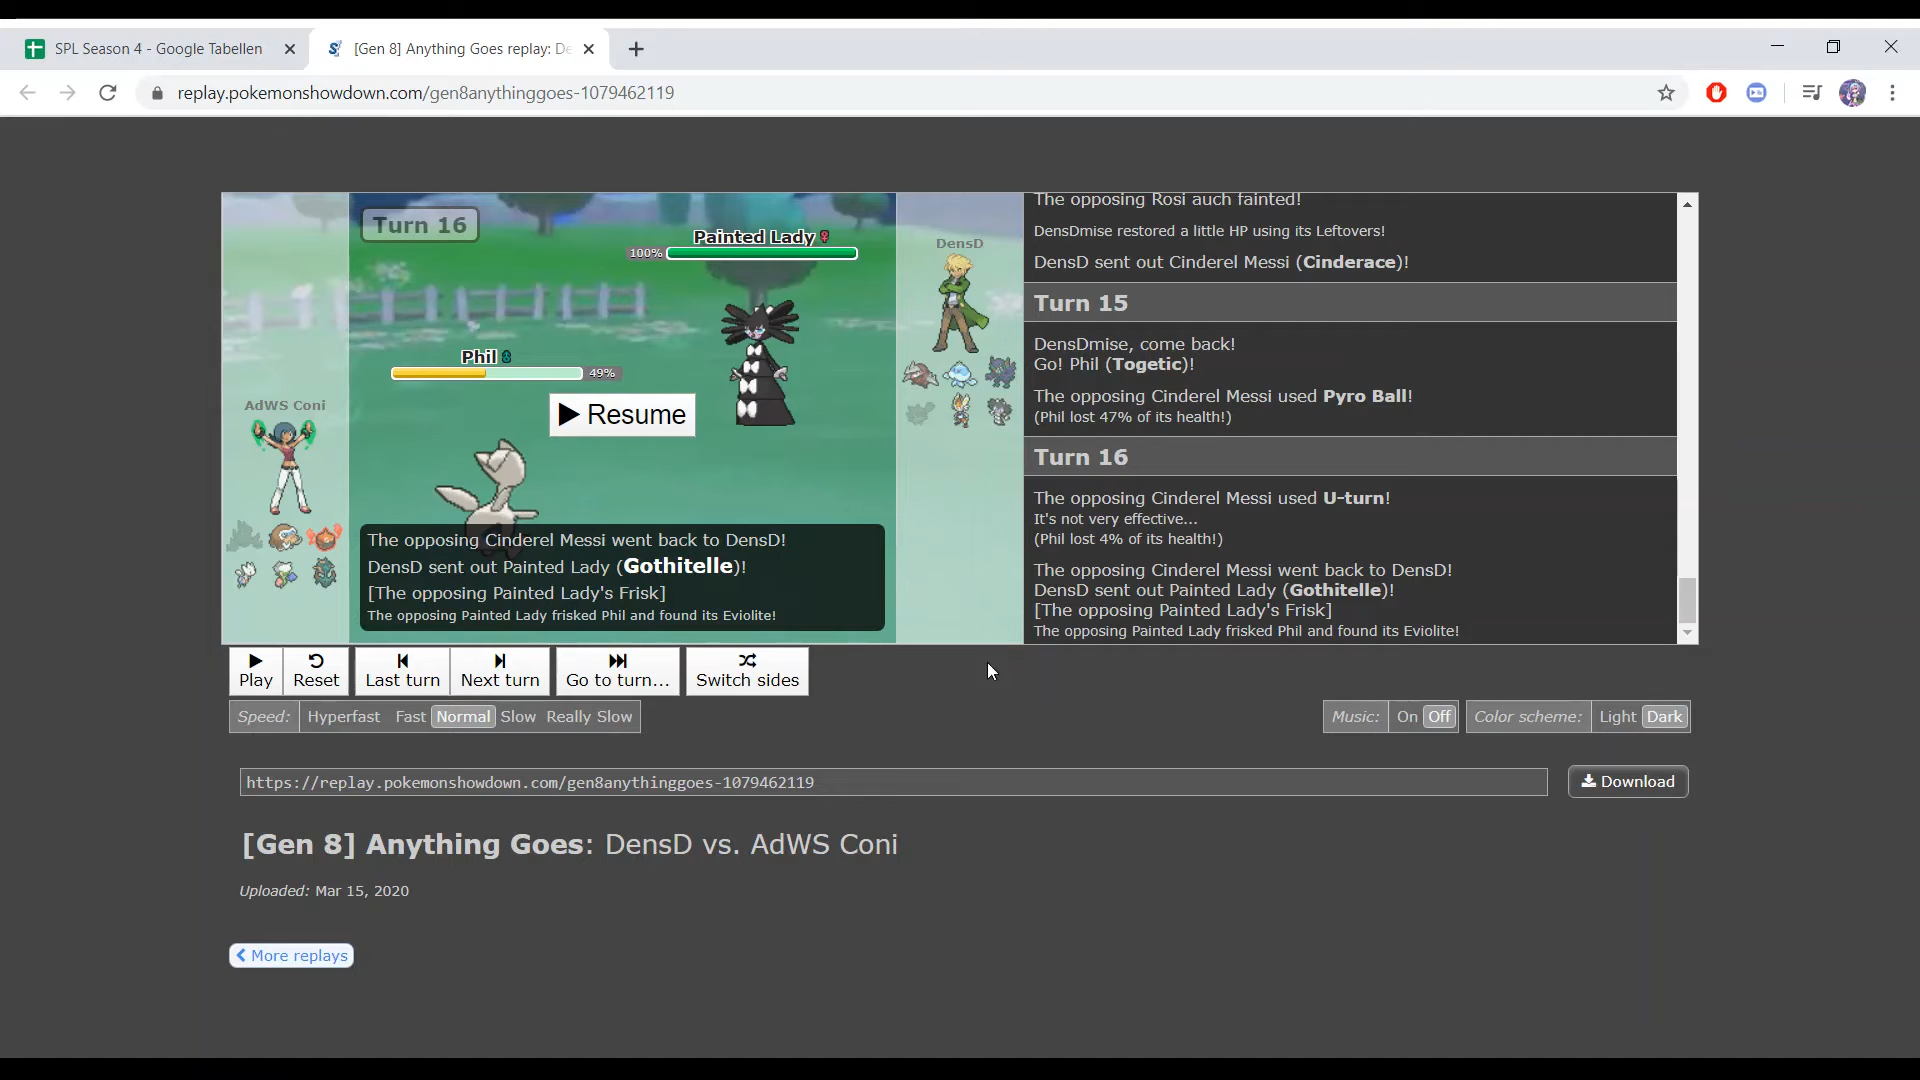 SPL Season 4 - Google Tabellen
[Gen 8] Anything Goes replay: De
replay.pokemonshowdown.com/gen8anythinggoes-1079462119
Turn 16
Painted Lady
100%
Phil
49%
Resume
AdWS Coni
DensD
The opposing Cinderel Messi went back to DensD!
DensD sent out Painted Lady (Gothitelle)!
[The opposing Painted Lady's Frisk]
The opposing Painted Lady frisked Phil and found its Eviolite!
The opposing Rosi auch fainted!
DensDmise restored a little HP using its Leftovers!
DensD sent out Cinderel Messi (Cinderace)!
Turn 15
DensDmise, come back!
Go! Phil (Togetic)!
The opposing Cinderel Messi used Pyro Ball!
(Phil lost 47% of its health!)
Turn 16
The opposing Cinderel Messi used U-turn!
It's not very effective...
(Phil lost 4% of its health!)
The opposing Cinderel Messi went back to DensD!
DensD sent out Painted Lady (Gothitelle)!
[The opposing Painted Lady's Frisk]
The opposing Painted Lady frisked Phil and found its Eviolite!
Play Reset Last turn Next turn Go to turn... Switch sides
Speed: Hyperfast Fast Normal Slow Really Slow
Music: On Off Color scheme: Light Dark
https://replay.pokemonshowdown.com/gen8anythinggoes-1079462119
Download
[Gen 8] Anything Goes: DensD vs. AdWS Coni
Uploaded: Mar 15, 2020
More replays